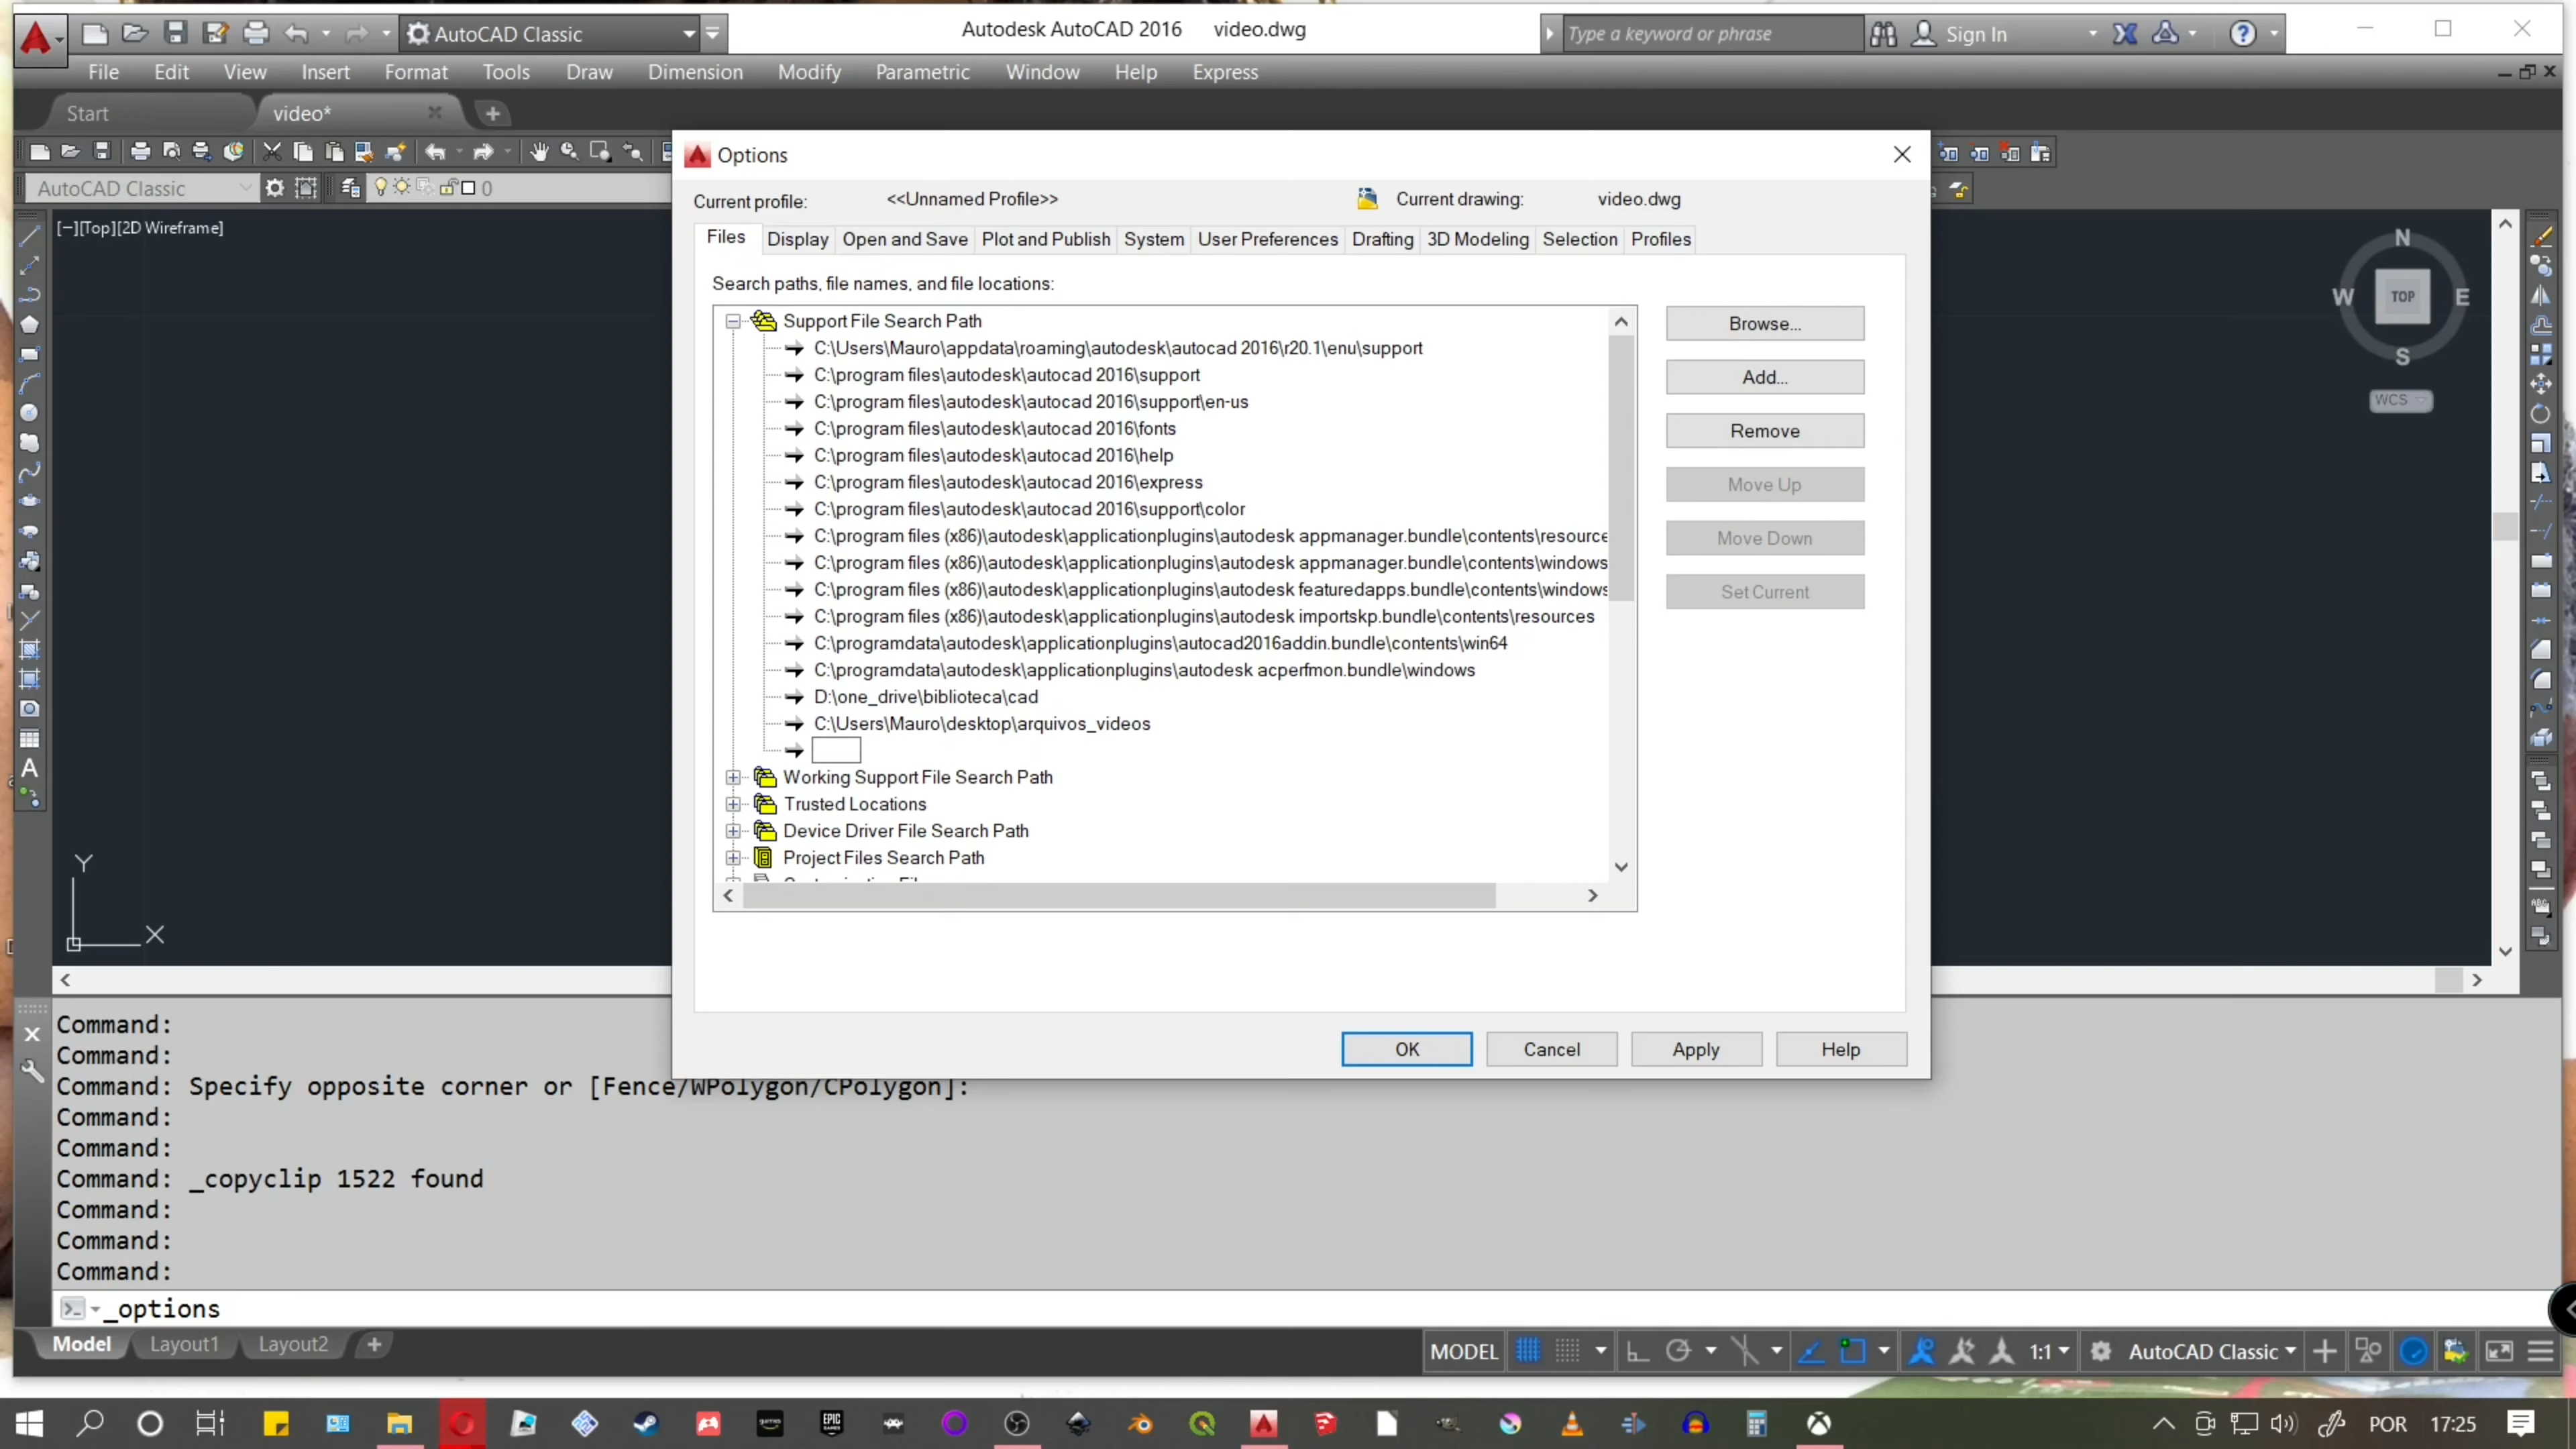 AutoCAD Classic
Autodesk AutoCAD 2016 video.dwg
Type a keyword or phrase
Sign In
File Edit View Insert Format Tools Draw Dimension Modify Parametric Window Help Express
Start video*
AutoCAD Classic 0
[−][Top][2D Wireframe]
Options
Current profile: <<Unnamed Profile>> Current drawing: video.dwg
Files Display Open and Save Plot and Publish System User Preferences Drafting 3D Modeling Selection Profiles
Search paths, file names, and file locations:
Support File Search Path
C:\Users\Mauro\appdata\roaming\autodesk\autocad 2016\r20.1\enu\support
C:\program files\autodesk\autocad 2016\support
C:\program files\autodesk\autocad 2016\support\en-us
C:\program files\autodesk\autocad 2016\fonts
C:\program files\autodesk\autocad 2016\help
C:\program files\autodesk\autocad 2016\express
C:\program files\autodesk\autocad 2016\support\color
C:\program files (x86)\autodesk\applicationplugins\autodesk appmanager.bundle\contents\resource
C:\program files (x86)\autodesk\applicationplugins\autodesk appmanager.bundle\contents\windows
C:\program files (x86)\autodesk\applicationplugins\autodesk featuredapps.bundle\contents\windows
C:\program files (x86)\autodesk\applicationplugins\autodesk importskp.bundle\contents\resources
C:\programdata\autodesk\applicationplugins\autocad2016addin.bundle\contents\win64
C:\programdata\autodesk\applicationplugins\autodesk acperfmon.bundle\windows
D:\one_drive\biblioteca\cad
C:\Users\Mauro\desktop\arquivos_videos
Working Support File Search Path
Trusted Locations
Device Driver File Search Path
Project Files Search Path
Browse...
Add...
Remove
Move Up
Move Down
Set Current
OK Cancel Apply Help
N
W TOP E
S
WCS
A
Y
X
Command:
Command:
Command: Specify opposite corner or [Fence/WPolygon/CPolygon]:
Command:
Command:
Command: _copyclip 1522 found
Command:
Command:
Command:
_options
Model Layout1 Layout2
MODEL 1:1 AutoCAD Classic
POR 17:25